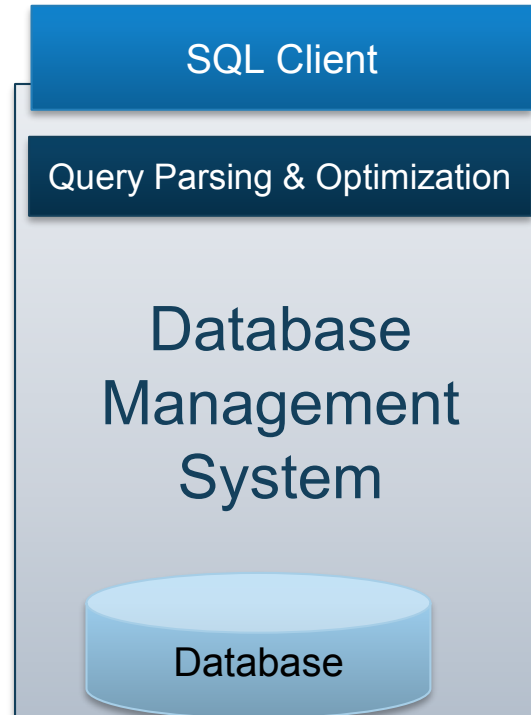 SQL Client
Query Parsing & Optimization
Database
Management
System
Database